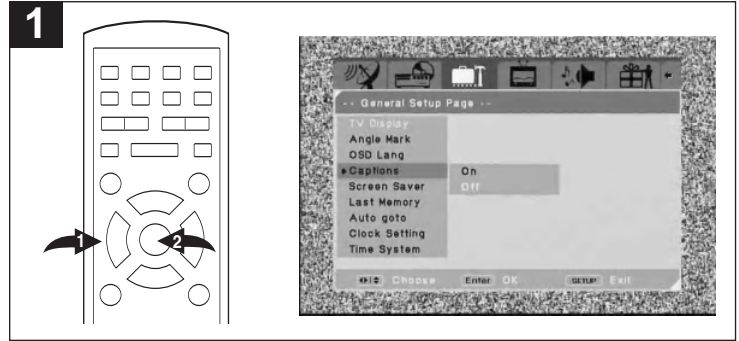 1
1
2
-- General Setup Page --
TV Display
Angle Mark
OSD Lang
Captions
On
Screen Saver
Off
Last Memory
Auto goto
Clock Setting
Time System
Choose
Enter
OK
SETUP
Exit